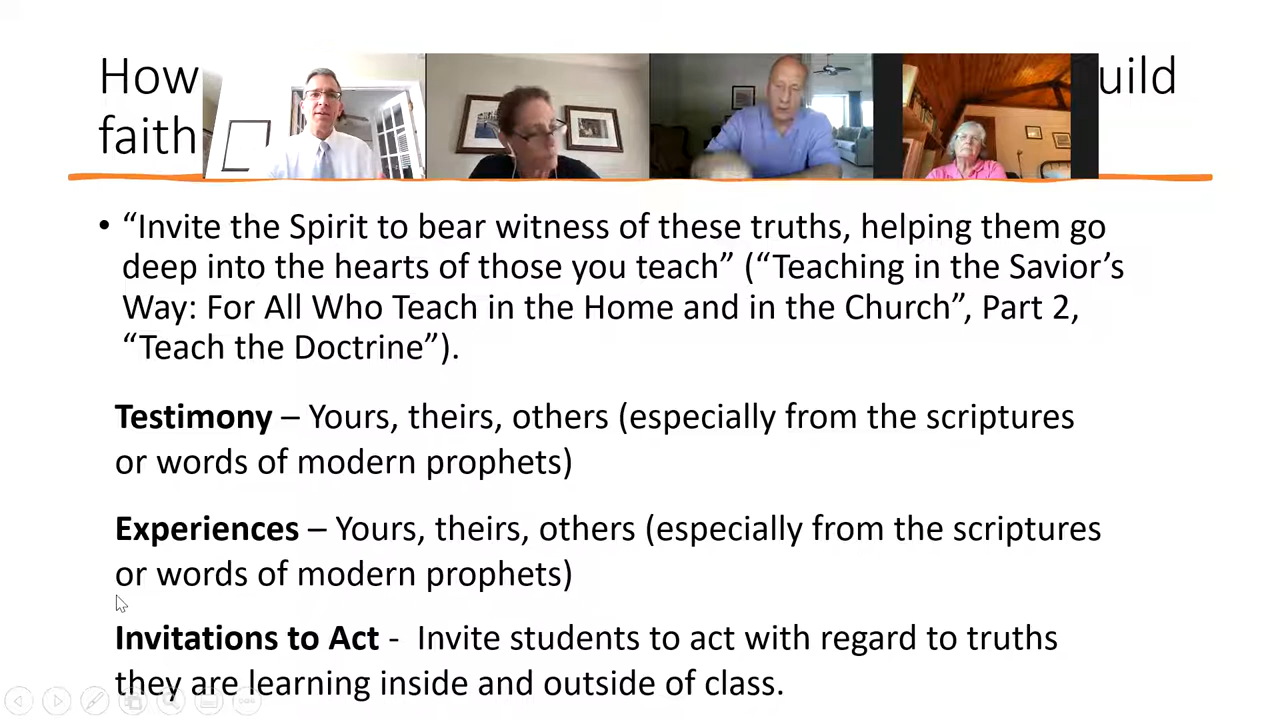 How uild
faith
• “Invite the Spirit to bear witness of these truths, helping them go
deep into the hearts of those you teach” (“Teaching in the Savior’s
Way: For All Who Teach in the Home and in the Church”, Part 2,
“Teach the Doctrine”).
Testimony – Yours, theirs, others (especially from the scriptures
or words of modern prophets)
Experiences – Yours, theirs, others (especially from the scriptures
or words of modern prophets)
Invitations to Act -  Invite students to act with regard to truths
they are learning inside and outside of class.